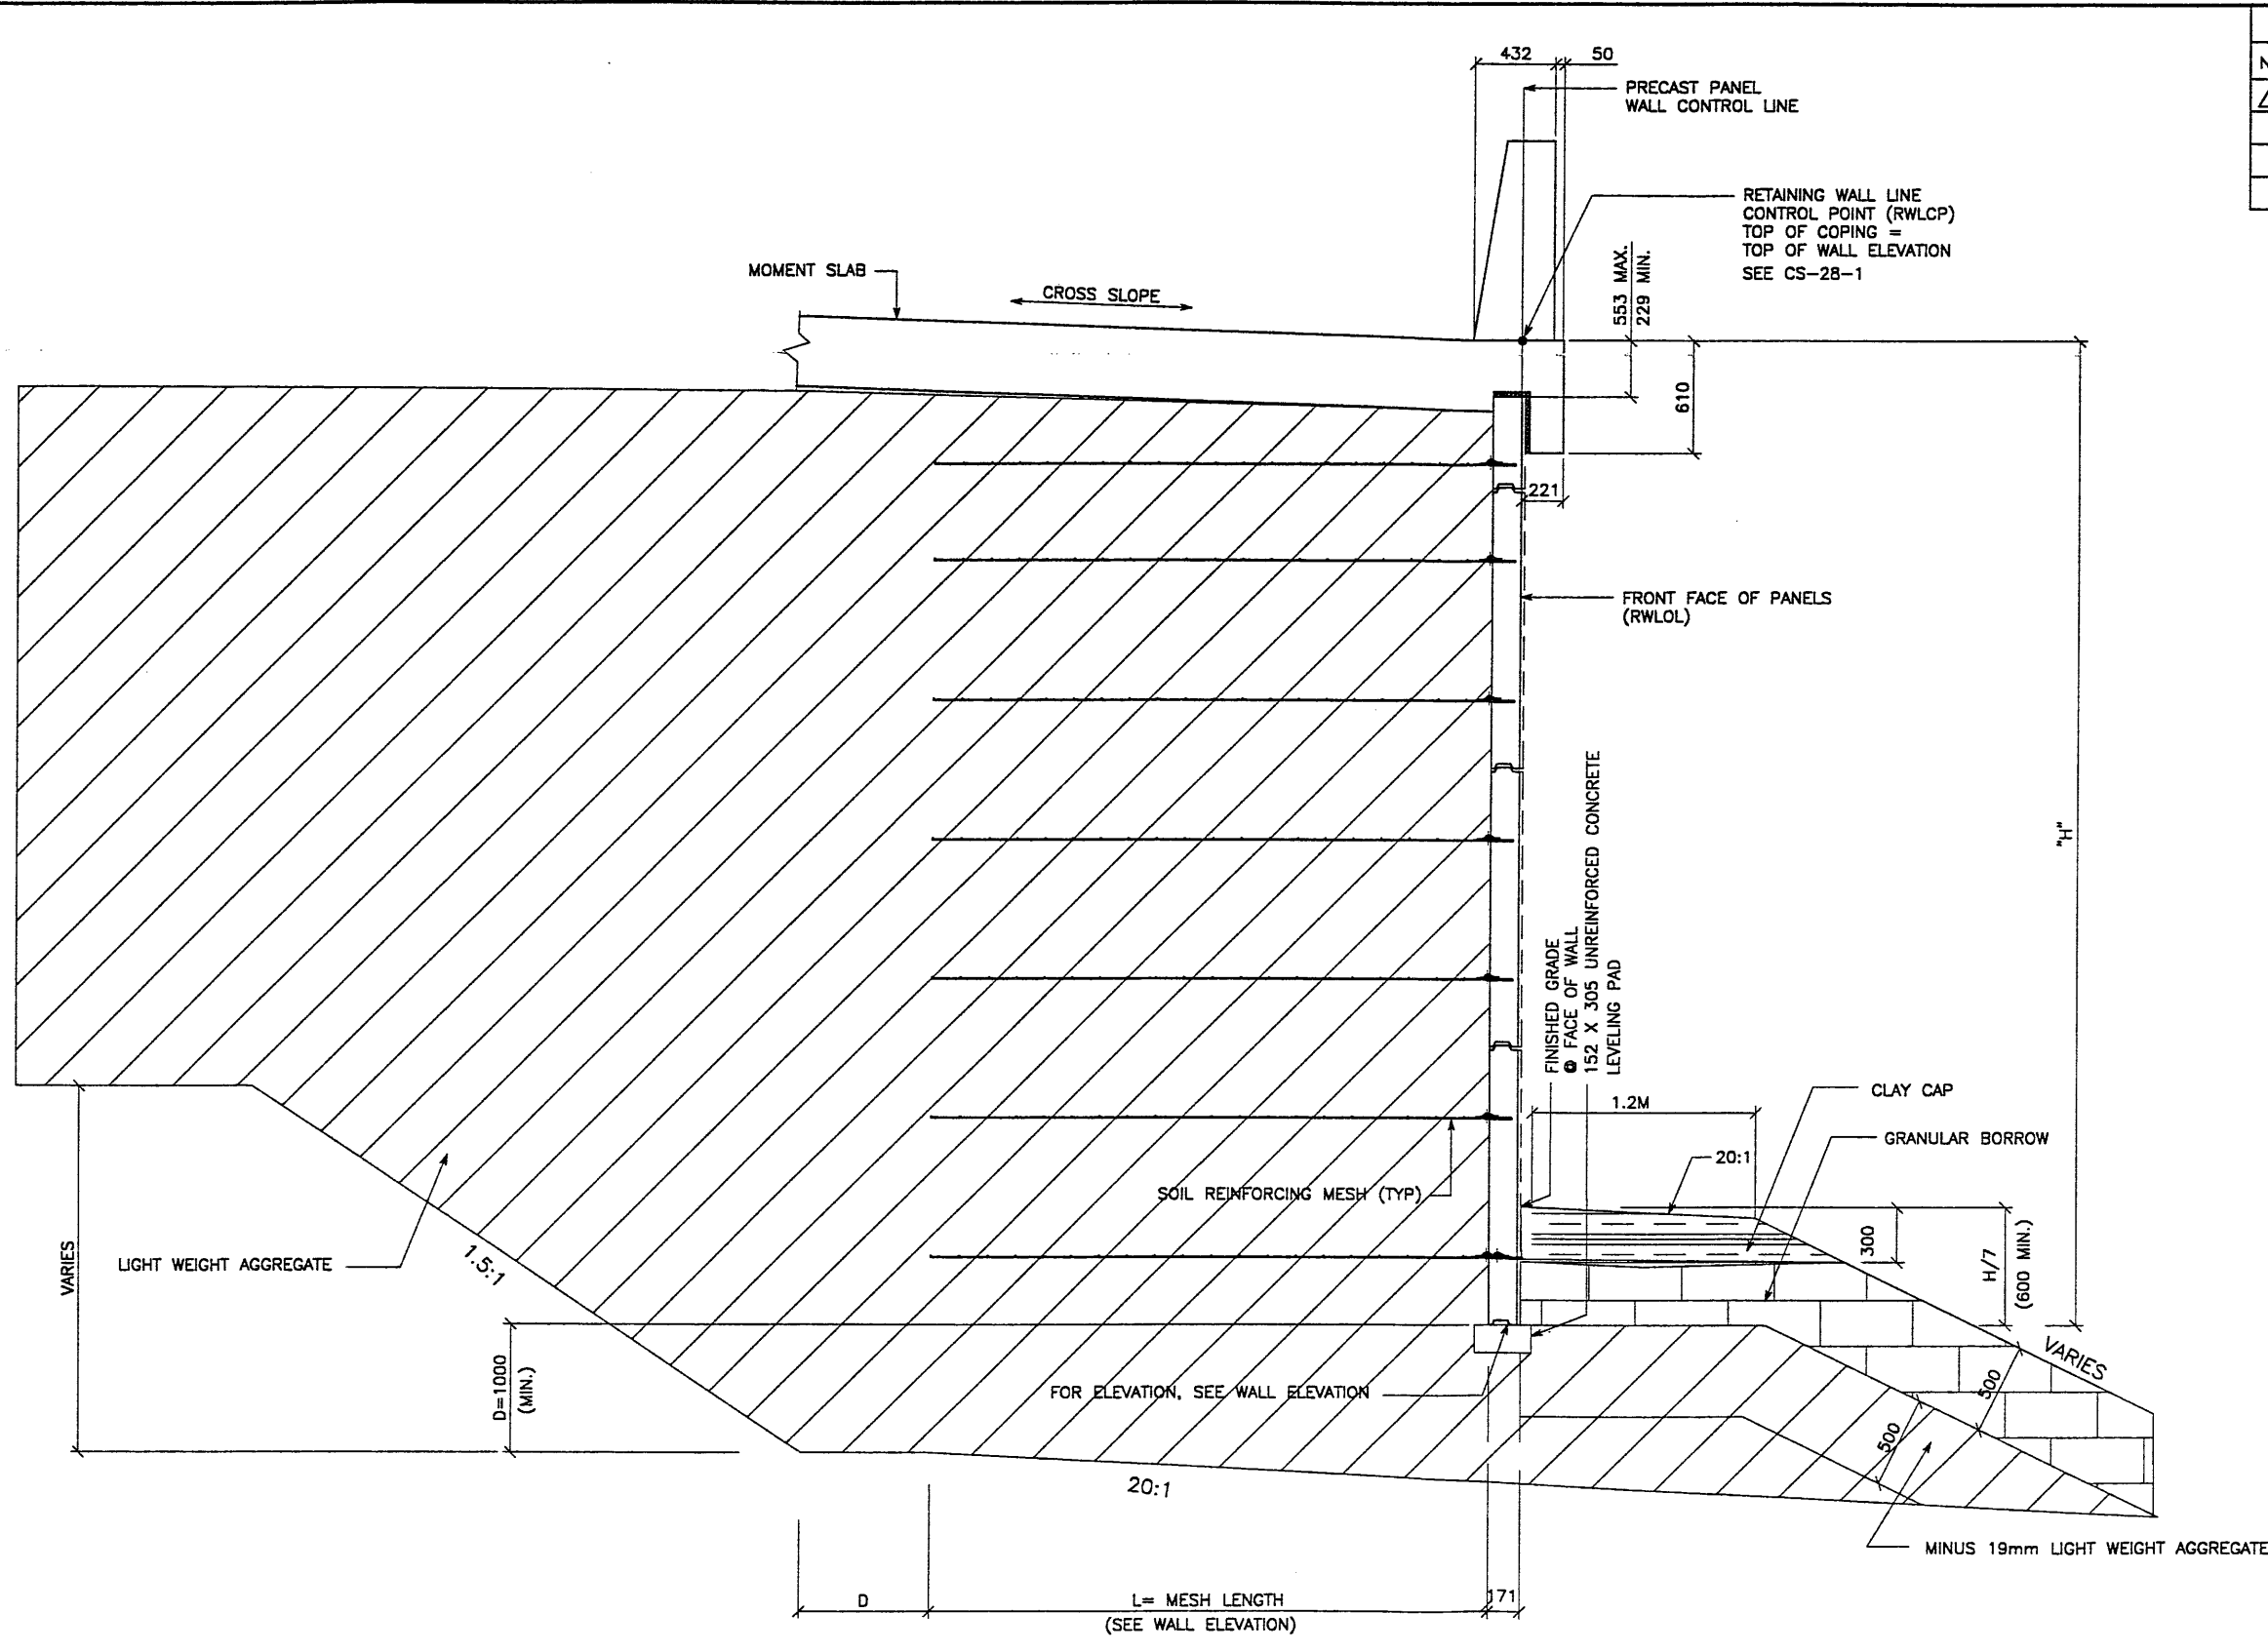 432
50
PRECAST PANEL
WALL CONTROL LINE
RETAINING WALL LINE
CONTROL POINT (RWLCP)
TOP OF COPING =
TOP OF WALL ELEVATION
SEE CS-28-1
553 MAX.
229 MIN.
MOMENT SLAB
CROSS SLOPE
610
221
FRONT FACE OF PANELS
(RWLOL)
"H"
FINISHED GRADE
@ FACE OF WALL
152 X 305 UNREINFORCED CONCRETE
LEVELING PAD
CLAY CAP
1.2M
GRANULAR BORROW
20:1
SOIL REINFORCING MESH (TYP)
300
H/7
(600 MIN.)
VARIES
LIGHT WEIGHT AGGREGATE
1.5:1
VARIES
D=1000
(MIN.)
FOR ELEVATION, SEE WALL ELEVATION
500
500
20:1
MINUS 19mm LIGHT WEIGHT AGGREGATE
D
L= MESH LENGTH
(SEE WALL ELEVATION)
171